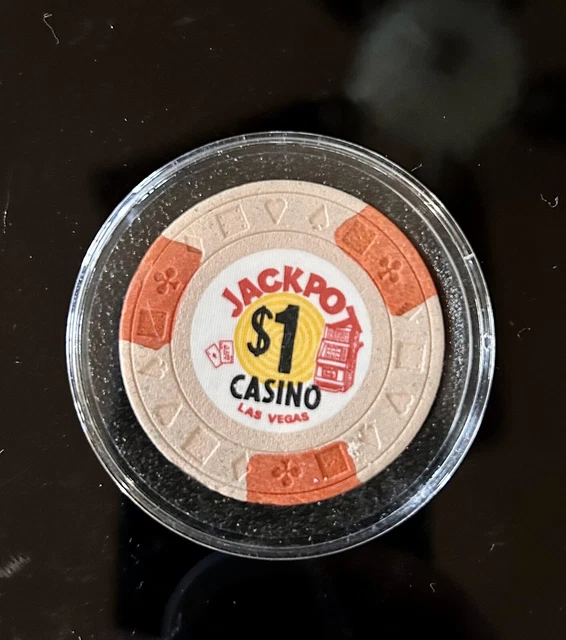 JACKPOT
$1
CASINO
LAS VEGAS